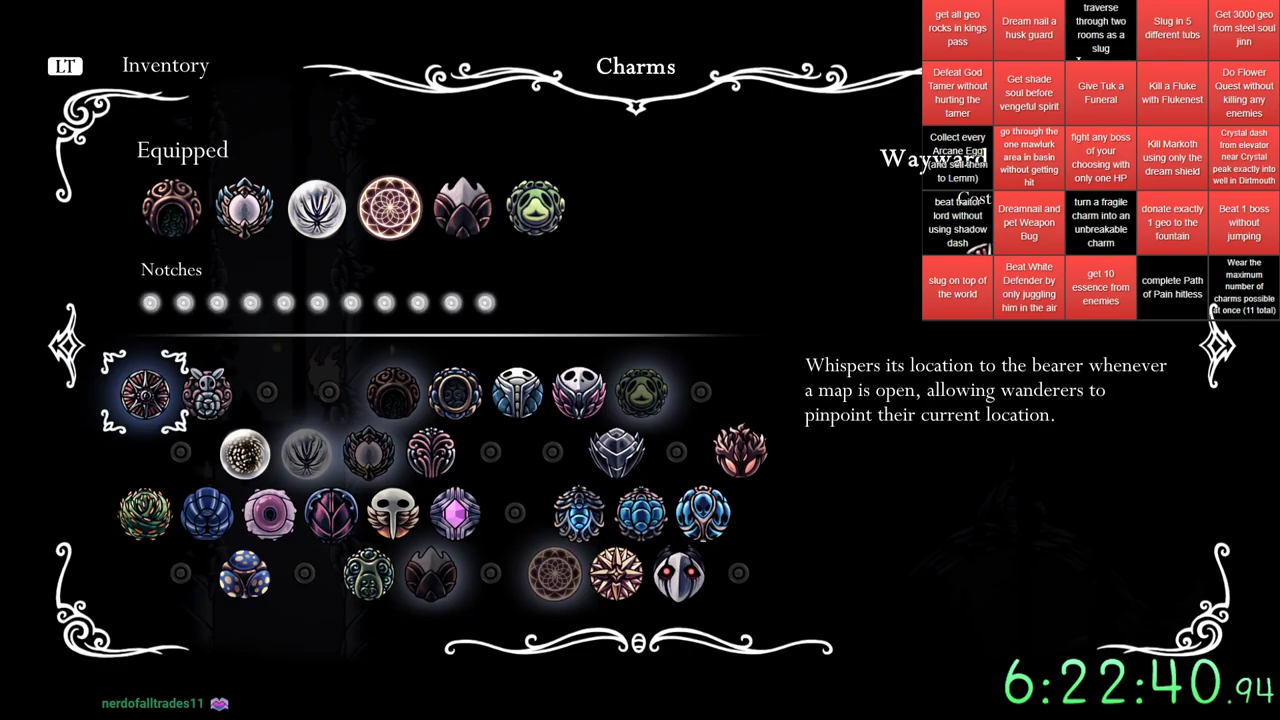 LT
Inventory
Charms
Equipped
Notches
Wayward
Cost
Whispers its location to the bearer whenever
a map is open, allowing wanderers to
pinpoint their current location.
get all geo
rocks in kings
pass
Dream nail a
husk guard
traverse
through two
rooms as a
slug
Slug in 5
different tubs
Get 3000 geo
from steel soul
jinn
Defeat God
Tamer without
hurting the
tamer
Get shade
soul before
vengeful spirit
Give Tuk a
Funeral
Kill a Fluke
with Flukenest
Do Flower
Quest without
killing any
enemies
Collect every
Arcane Egg
(and sell them
to Lemm)
go through the
one mawlurk
area in basin
without getting
hit
fight any boss
of your
choosing with
only one HP
Kill Markoth
using only the
dream shield
Crystal dash
from elevator
near Crystal
peak exactly into
well in Dirtmouth
beat traitor
lord without
using shadow
dash
Dreamnail and
pet Weapon
Bug
turn a fragile
charm into an
unbreakable
charm
donate exactly
1 geo to the
fountain
Beat 1 boss
without
jumping
slug on top of
the world
Beat White
Defender by
only juggling
him in the air
get 10
essence from
enemies
complete Path
of Pain hitless
Wear the
maximum
number of
charms possible
at once (11 total)
6:22:40.94
nerdofalltrades11